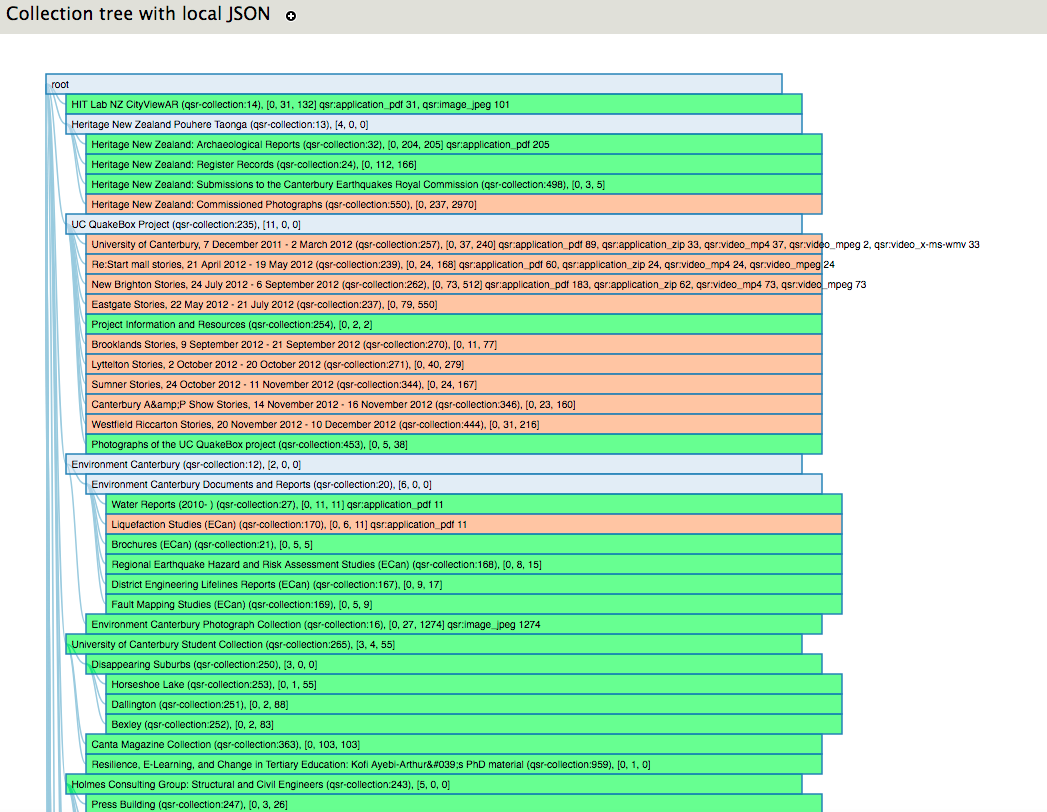 Collection tree with local JSON
root
HIT Lab NZ CityViewAR (qsr-collection:14), [0, 31, 132] qsr:application_pdf 31, qsr:image_jpeg 101
Heritage New Zealand Pouhere Taonga (qsr-collection:13), [4, 0, 0]
Heritage New Zealand: Archaeological Reports (qsr-collection:32), [0, 204, 205] qsr:application_pdf 205
Heritage New Zealand: Register Records (qsr-collection:24), [0, 112, 166]
Heritage New Zealand: Submissions to the Canterbury Earthquakes Royal Commission (qsr-collection:498), [0, 3, 5]
Heritage New Zealand: Commissioned Photographs (qsr-collection:550), [0, 237, 2970]
UC QuakeBox Project (qsr-collection:235), [11, 0, 0]
University of Canterbury, 7 December 2011 - 2 March 2012 (qsr-collection:257), [0, 37, 240] qsr:application_pdf 89, qsr:application_zip 33, qsr:video_mp4 37, qsr:video_mpeg 2, qsr:video_x-ms-wmv 33
Re:Start mall stories, 21 April 2012 - 19 May 2012 (qsr-collection:239), [0, 24, 168] qsr:application_pdf 60, qsr:application_zip 24, qsr:video_mp4 24, qsr:video_mpeg 24
New Brighton Stories, 24 July 2012 - 6 September 2012 (qsr-collection:262), [0, 73, 512] qsr:application_pdf 183, qsr:application_zip 62, qsr:video_mp4 73, qsr:video_mpeg 73
Eastgate Stories, 22 May 2012 - 21 July 2012 (qsr-collection:237), [0, 79, 550]
Project Information and Resources (qsr-collection:254), [0, 2, 2]
Brooklands Stories, 9 September 2012 - 21 September 2012 (qsr-collection:270), [0, 11, 77]
Lyttelton Stories, 2 October 2012 - 20 October 2012 (qsr-collection:271), [0, 40, 279]
Sumner Stories, 24 October 2012 - 11 November 2012 (qsr-collection:344), [0, 24, 167]
Canterbury A&amp;P Show Stories, 14 November 2012 - 16 November 2012 (qsr-collection:346), [0, 23, 160]
Westfield Riccarton Stories, 20 November 2012 - 10 December 2012 (qsr-collection:444), [0, 31, 216]
Photographs of the UC QuakeBox project (qsr-collection:453), [0, 5, 38]
Environment Canterbury (qsr-collection:12), [2, 0, 0]
Environment Canterbury Documents and Reports (qsr-collection:20), [6, 0, 0]
Water Reports (2010- ) (qsr-collection:27), [0, 11, 11] qsr:application_pdf 11
Liquefaction Studies (ECan) (qsr-collection:170), [0, 6, 11] qsr:application_pdf 11
Brochures (ECan) (qsr-collection:21), [0, 5, 5]
Regional Earthquake Hazard and Risk Assessment Studies (ECan) (qsr-collection:168), [0, 8, 15]
District Engineering Lifelines Reports (ECan) (qsr-collection:167), [0, 9, 17]
Fault Mapping Studies (ECan) (qsr-collection:169), [0, 5, 9]
Environment Canterbury Photograph Collection (qsr-collection:16), [0, 27, 1274] qsr:image_jpeg 1274
University of Canterbury Student Collection (qsr-collection:265), [3, 4, 55]
Disappearing Suburbs (qsr-collection:250), [3, 0, 0]
Horseshoe Lake (qsr-collection:253), [0, 1, 55]
Dallington (qsr-collection:251), [0, 2, 88]
Bexley (qsr-collection:252), [0, 2, 83]
Canta Magazine Collection (qsr-collection:363), [0, 103, 103]
Resilience, E-Learning, and Change in Tertiary Education: Kofi Ayebi-Arthur&#039;s PhD material (qsr-collection:959), [0, 1, 0]
Holmes Consulting Group: Structural and Civil Engineers (qsr-collection:243), [5, 0, 0]
Press Building (qsr-collection:247), [0, 3, 26]